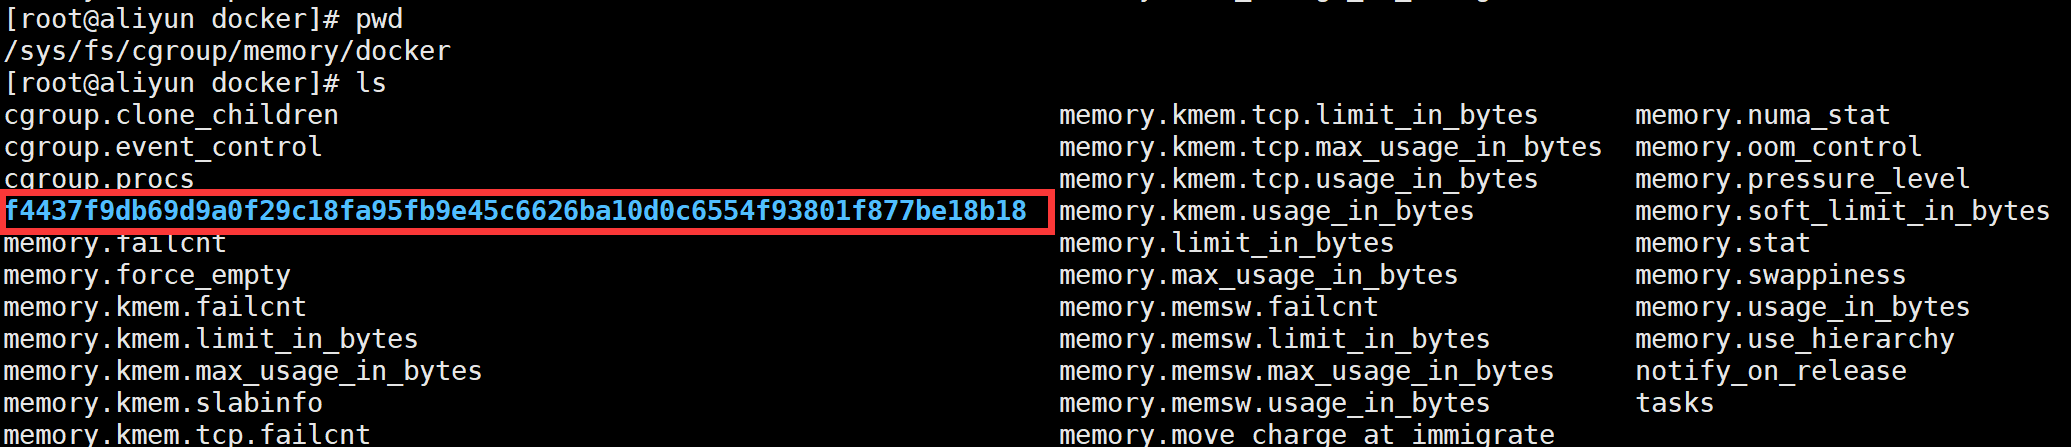 [root@aliyun docker]# pwd
/sys/fs/cgroup/memory/docker
[root@aliyun docker]# ls
cgroup.clone_children memory.kmem.tcp.limit_in_bytes memory.numa_stat
cgroup.event_control memory.kmem.tcp.max_usage_in_bytes memory.oom_control
cgroup.procs memory.kmem.tcp.usage_in_bytes memory.pressure_level
f4437f9db69d9a0f29c18fa95fb9e45c6626ba10d0c6554f93801f877be18b18 memory.kmem.usage_in_bytes memory.soft_limit_in_bytes
memory.failcnt memory.limit_in_bytes memory.stat
memory.force_empty memory.max_usage_in_bytes memory.swappiness
memory.kmem.failcnt memory.memsw.failcnt memory.usage_in_bytes
memory.kmem.limit_in_bytes memory.memsw.limit_in_bytes memory.use_hierarchy
memory.kmem.max_usage_in_bytes memory.memsw.max_usage_in_bytes notify_on_release
memory.kmem.slabinfo memory.memsw.usage_in_bytes tasks
memory.kmem.tcp.failcnt memory.move_charge_at_immigrate